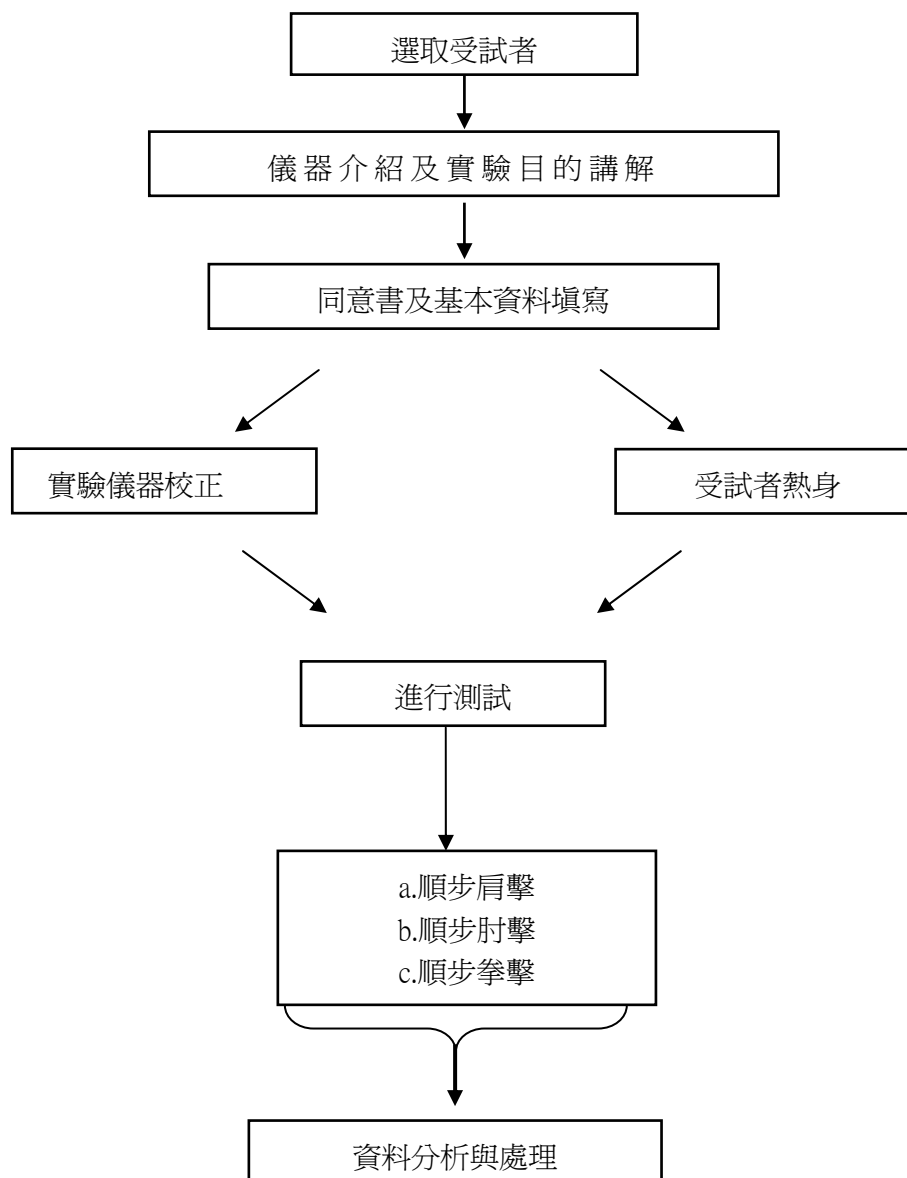 選取受試者
儀器介紹及實驗目的講解
同意書及基本資料填寫
實驗儀器校正
受試者熱身
進行測試
a.順步肩擊
b.順步肘擊
c.順步拳擊
資料分析與處理